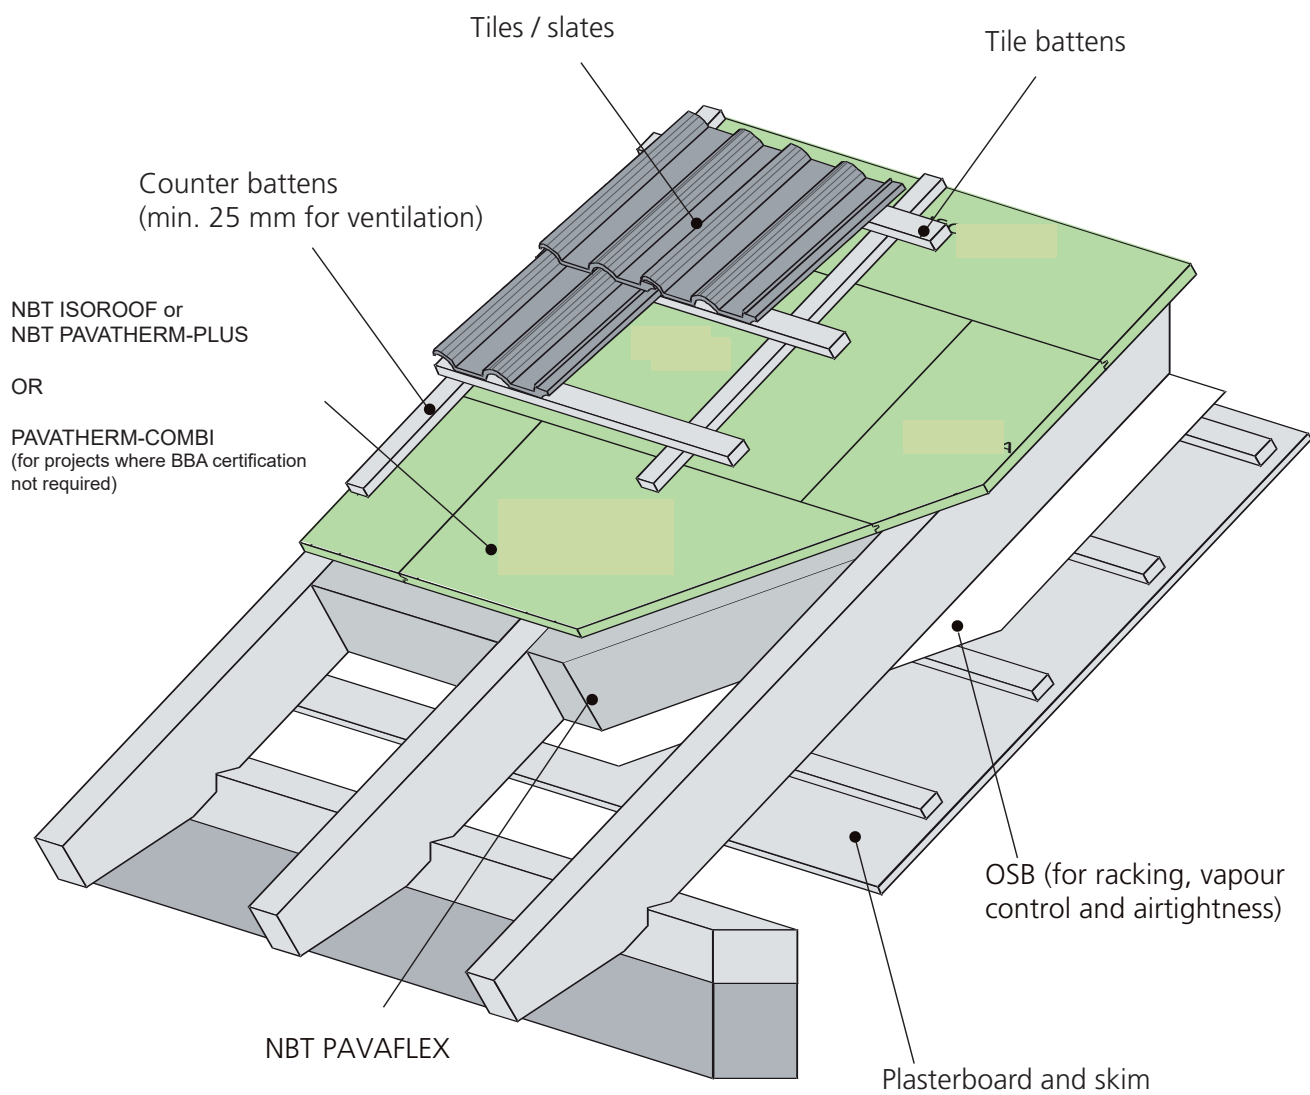 Tiles / slates
Tile battens
Counter battens
(min. 25 mm for ventilation)
NBT ISOROOF or
NBT PAVATHERM-PLUS
OR
PAVATHERM-COMBI
(for projects where BBA certification
not required)
OSB (for racking, vapour
control and airtightness)
NBT PAVAFLEX
Plasterboard and skim